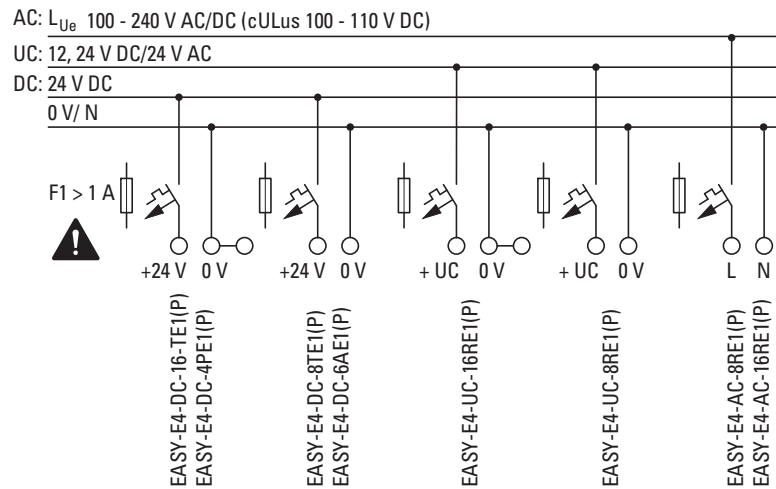 AC: L_Ue 100 - 240 V AC/DC (cULus 100 - 110 V DC)
UC: 12, 24 V DC/24 V AC
DC: 24 V DC
0 V/ N
F1 > 1 A
+24 V 0 V +24 V 0 V + UC 0 V + UC 0 V L N
EASY-E4-DC-16-TE1(P)
EASY-E4-DC-4PE1(P)
EASY-E4-DC-8TE1(P)
EASY-E4-DC-6AE1(P)
EASY-E4-UC-16RE1(P)
EASY-E4-UC-8RE1(P)
EASY-E4-AC-8RE1(P)
EASY-E4-AC-16RE1(P)